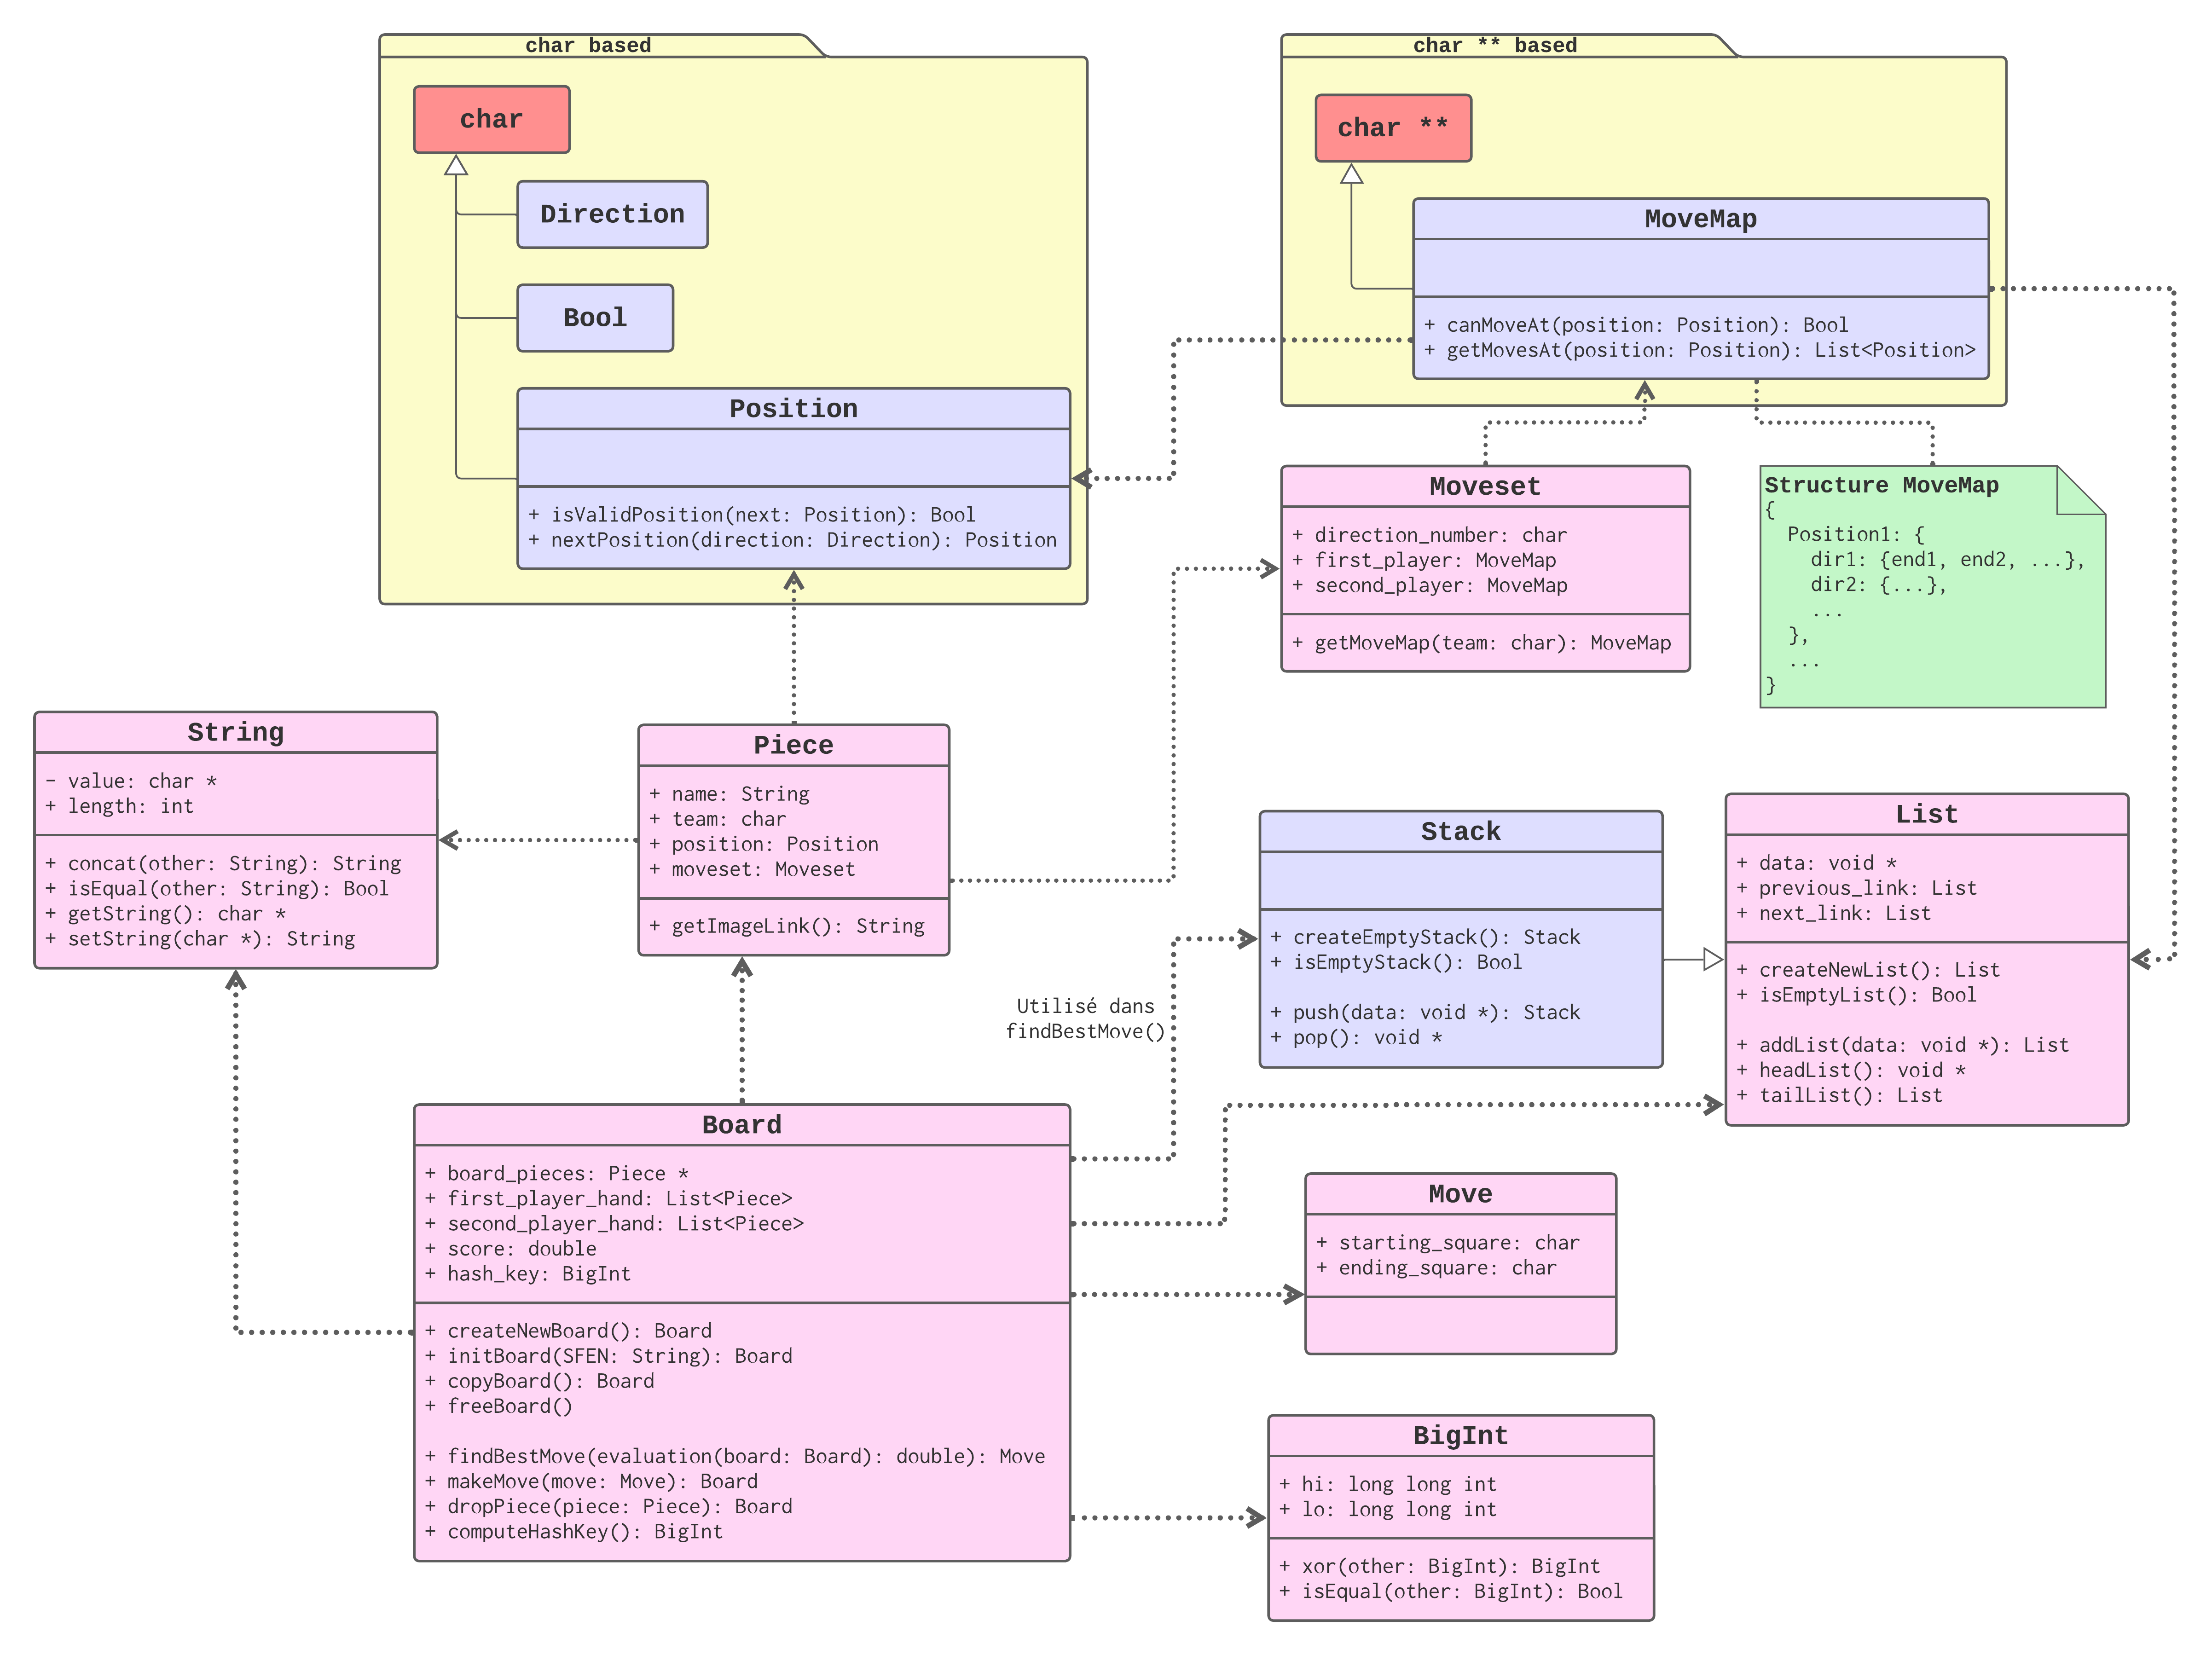 char based
char
Direction
Bool
Position
+ isValidPosition(next: Position): Bool
+ nextPosition(direction: Direction): Position
char ** based
char **
MoveMap
+ canMoveAt(position: Position): Bool
+ getMovesAt(position: Position): List<Position>
Moveset
+ direction_number: char
+ first_player: MoveMap
+ second_player: MoveMap
+ getMoveMap(team: char): MoveMap
Structure MoveMap
{
Position1: {
dir1: {end1, end2, ...},
dir2: {...},
...
},
...
}
String
- value: char *
+ length: int
+ concat(other: String): String
+ isEqual(other: String): Bool
+ getString(): char *
+ setString(char *): String
Piece
+ name: String
+ team: char
+ position: Position
+ moveset: Moveset
+ getImageLink(): String
Stack
+ createEmptyStack(): Stack
+ isEmptyStack(): Bool
+ push(data: void *): Stack
+ pop(): void *
List
+ data: void *
+ previous_link: List
+ next_link: List
+ createNewList(): List
+ isEmptyList(): Bool
+ addList(data: void *): List
+ headList(): void *
+ tailList(): List
Utilisé dans
findBestMove()
Board
+ board_pieces: Piece *
+ first_player_hand: List<Piece>
+ second_player_hand: List<Piece>
+ score: double
+ hash_key: BigInt
+ createNewBoard(): Board
+ initBoard(SFEN: String): Board
+ copyBoard(): Board
+ freeBoard()
+ findBestMove(evaluation(board: Board): double): Move
+ makeMove(move: Move): Board
+ dropPiece(piece: Piece): Board
+ computeHashKey(): BigInt
Move
+ starting_square: char
+ ending_square: char
BigInt
+ hi: long long int
+ lo: long long int
+ xor(other: BigInt): BigInt
+ isEqual(other: BigInt): Bool